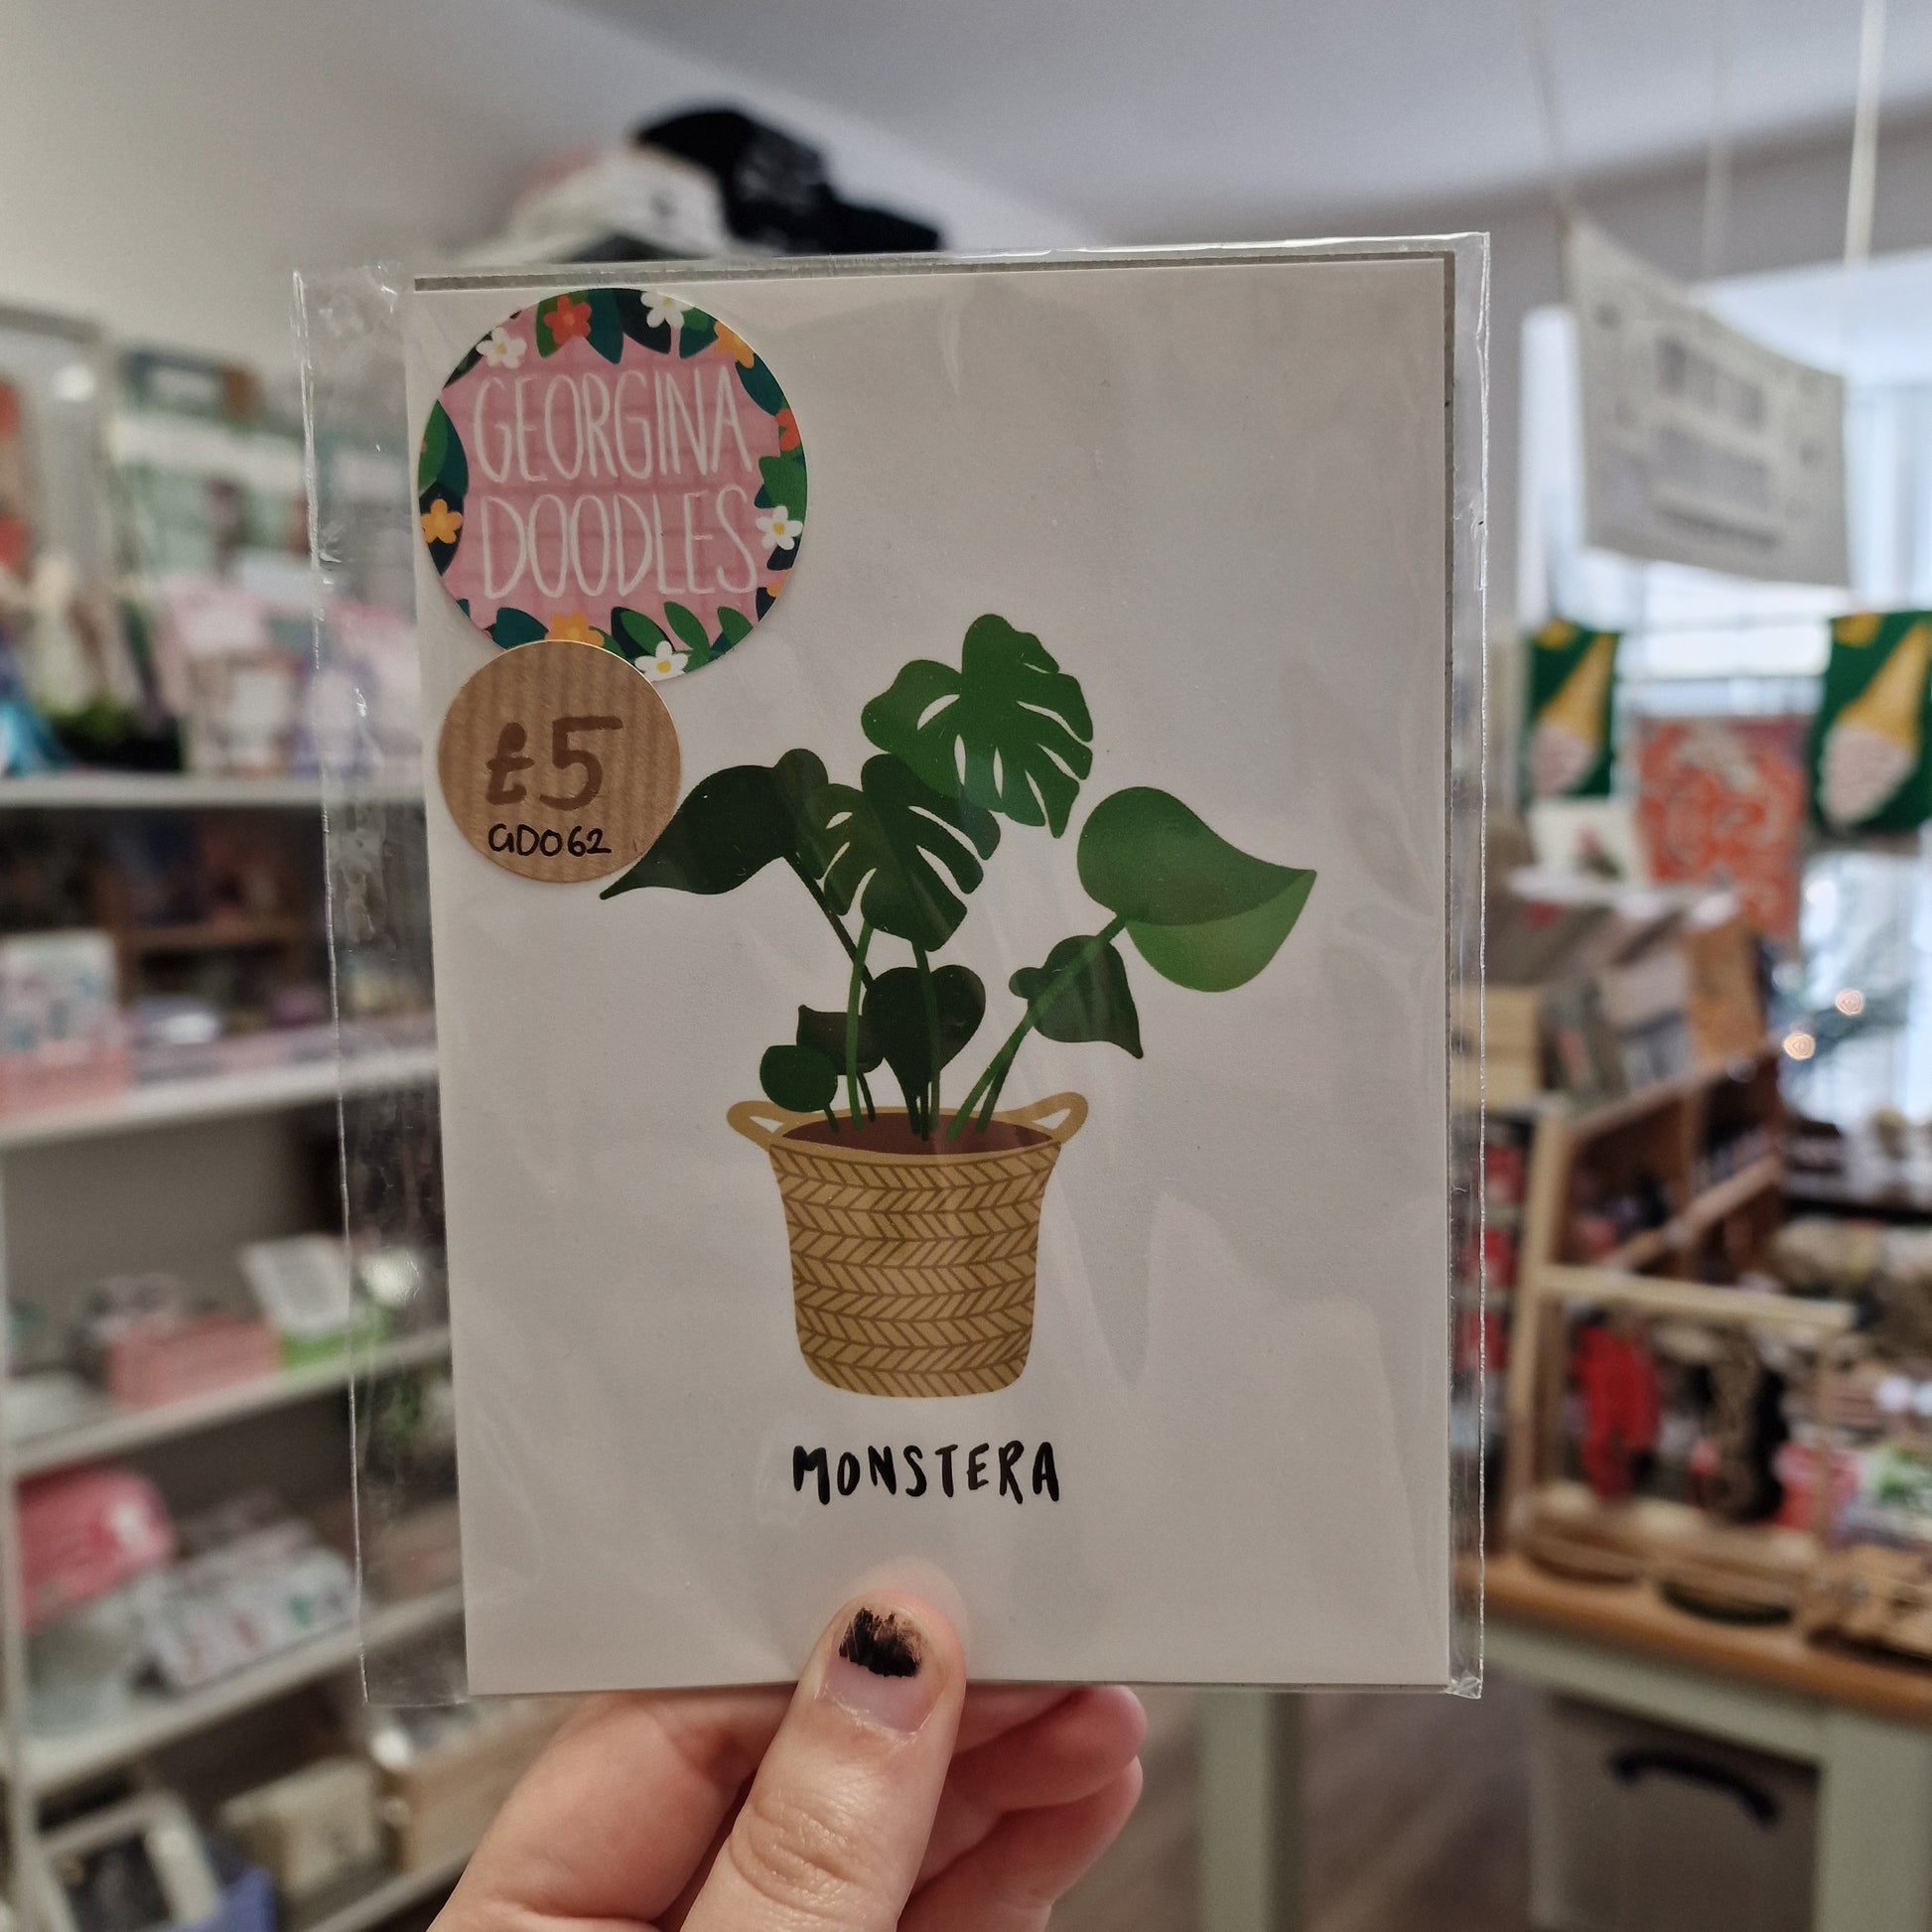 GEORGINA
DOODLES
£5
GD062
MONSTERA